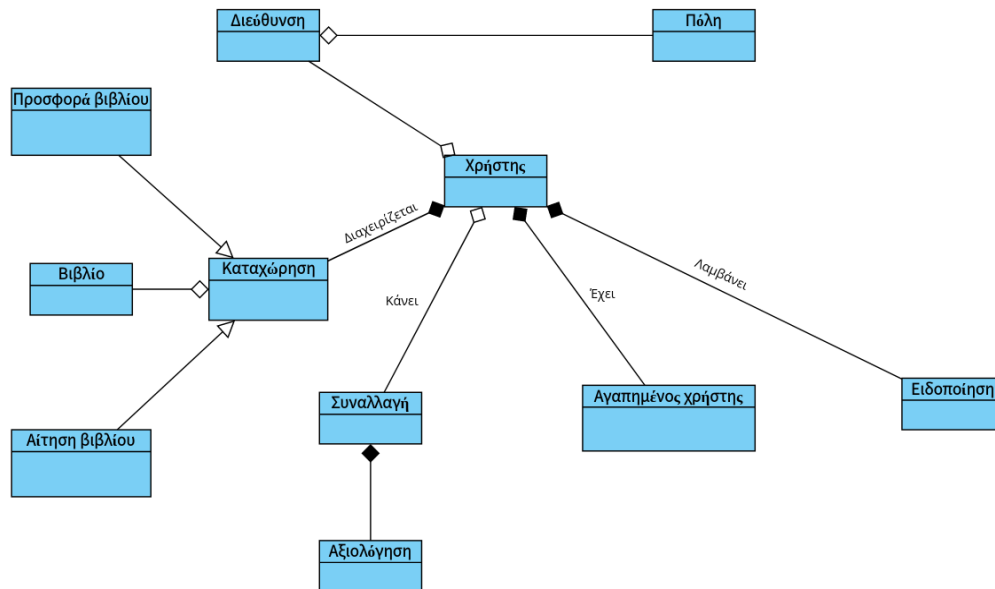 Διεύθυνση
Πόλη
Προσφορά βιβλίου
Χρήστης
Διαχειρίζεται
Λαμβάνει
Βιβλίο
Καταχώρηση
Κάνει
Έχει
Συναλλαγή
Αγαπημένος χρήστης
Ειδοποίηση
Αίτηση βιβλίου
Αξιολόγηση